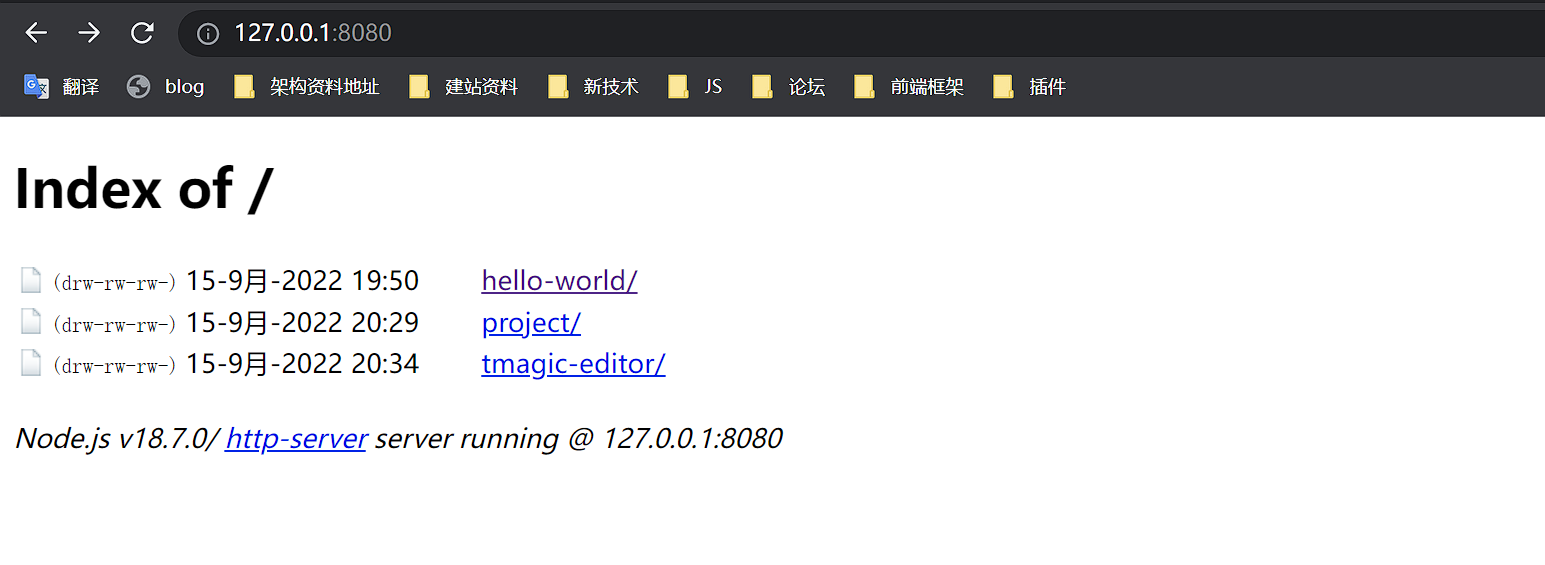 127.0.0.1:8080
翻译 blog 架构资料地址 建站资料 新技术 JS 论坛 前端框架 插件
Index of /
(drw-rw-rw-) 15-9月-2022 19:50 hello-world/
(drw-rw-rw-) 15-9月-2022 20:29 project/
(drw-rw-rw-) 15-9月-2022 20:34 tmagic-editor/
Node.js v18.7.0/ http-server server running @ 127.0.0.1:8080